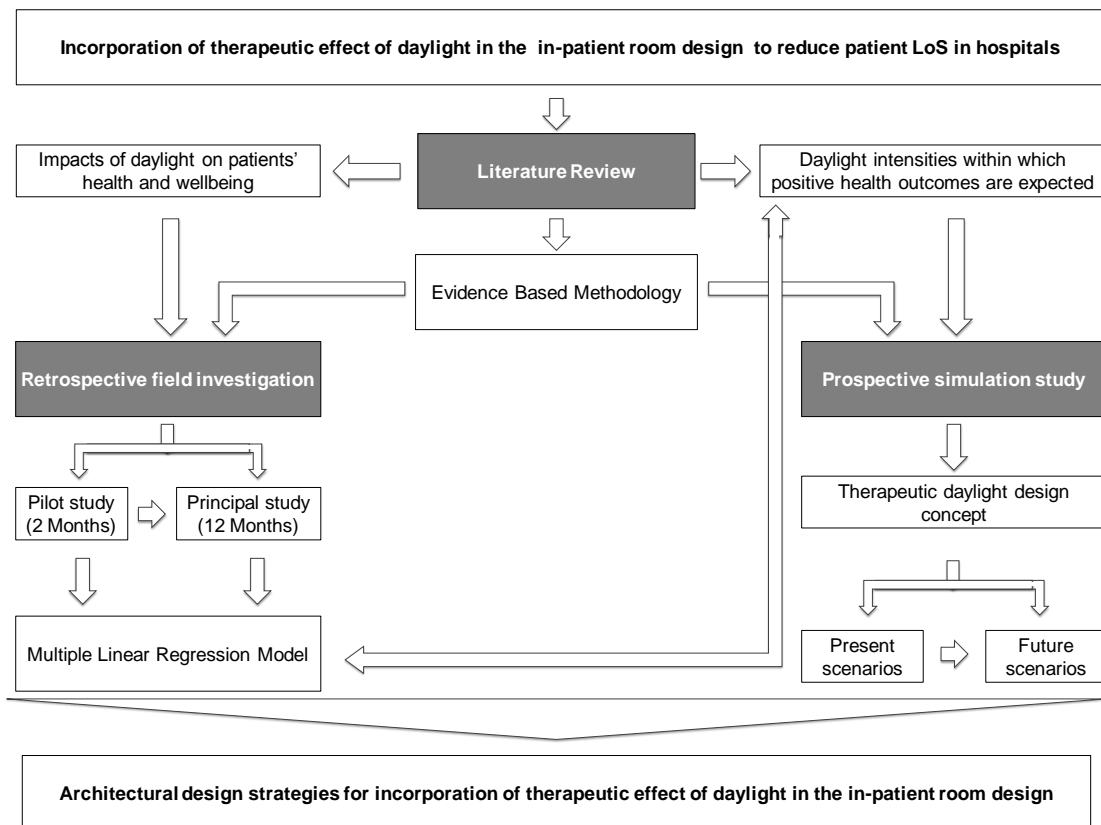 Incorporation of therapeutic effect of daylight in the in-patient room design to reduce patient LoS in hospitals
Impacts of daylight on patients’
health and wellbeing
Literature Review
Daylight intensities within which
positive health outcomes are expected
Evidence Based Methodology
Retrospective field investigation
Prospective simulation study
Pilot study
(2 Months)
Principal study
(12 Months)
Therapeutic daylight design
concept
Multiple Linear Regression Model
Present
scenarios
Future
scenarios
Architectural design strategies for incorporation of therapeutic effect of daylight in the in-patient room design